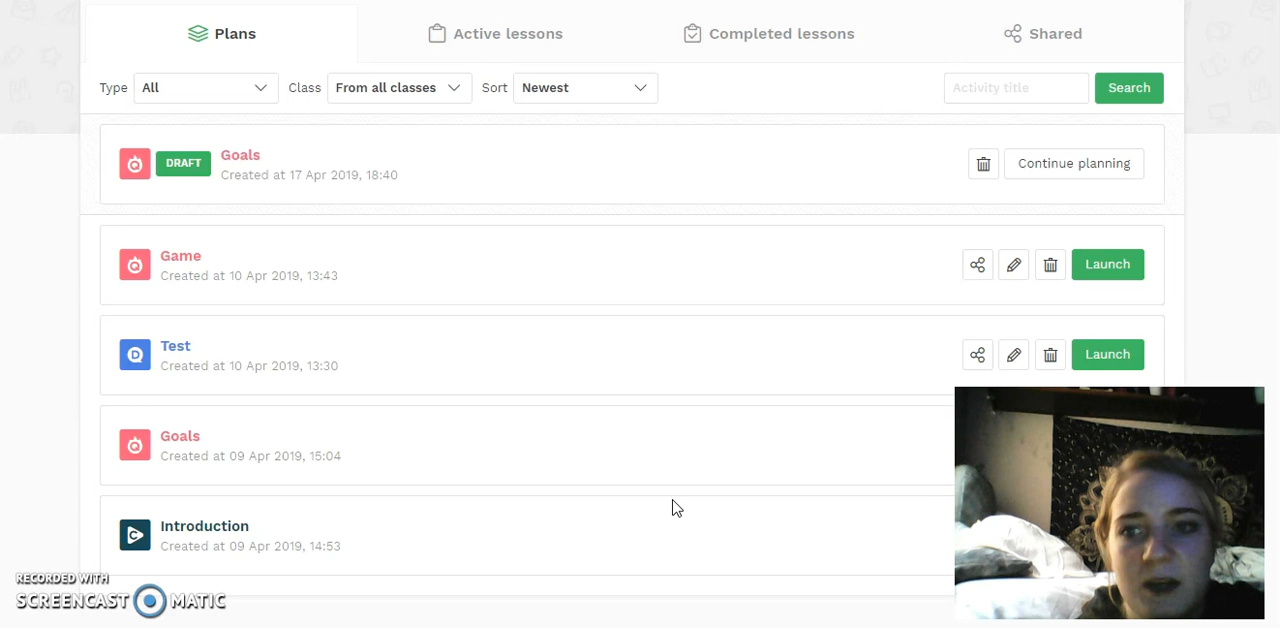 Plans Active lessons Completed lessons Shared
Type All Class From all classes Sort Newest Activity title Search
DRAFT Goals
Created at 17 Apr 2019, 18:40
Continue planning
Game
Created at 10 Apr 2019, 13:43
Launch
Test
Created at 10 Apr 2019, 13:30
Launch
Goals
Created at 09 Apr 2019, 15:04
Introduction
Created at 09 Apr 2019, 14:53
RECORDED WITH
SCREENCAST MATIC